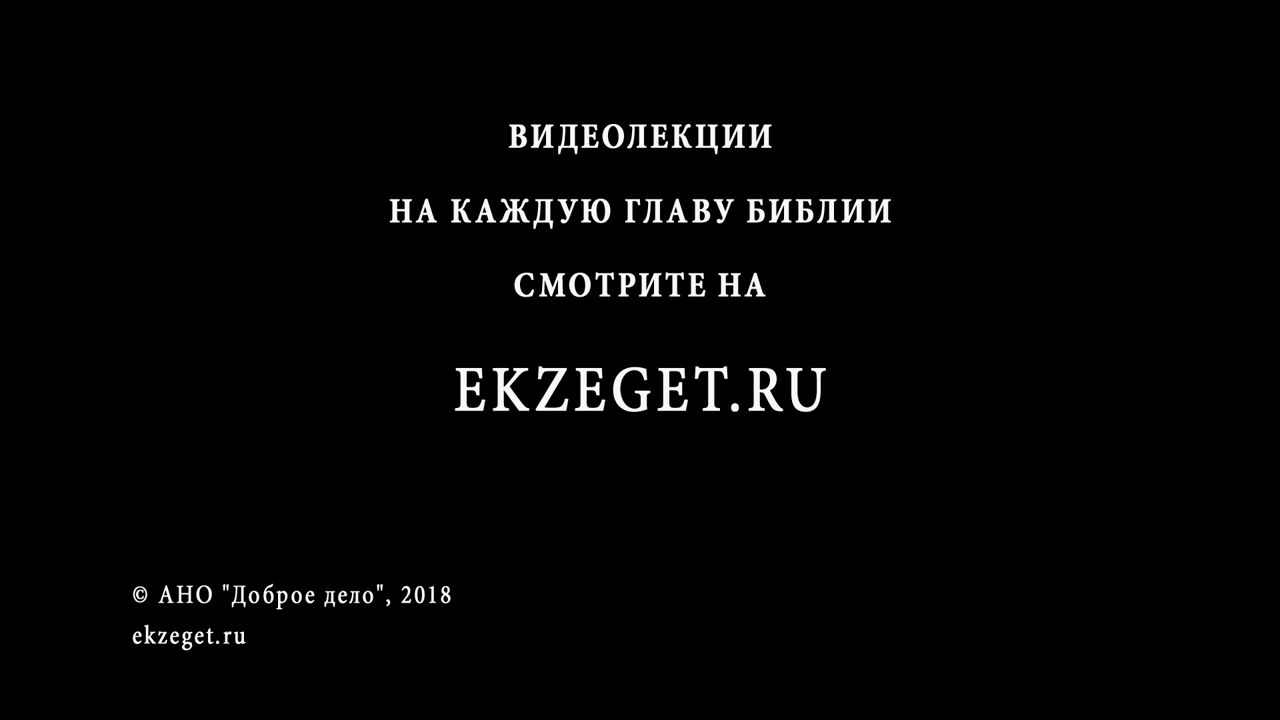 ВИДЕОЛЕКЦИИ
НА КАЖДУЮ ГЛАВУ БИБЛИИ
СМОТРИТЕ НА
EKZEGET.RU
© АНО "Доброе дело", 2018
ekzeget.ru